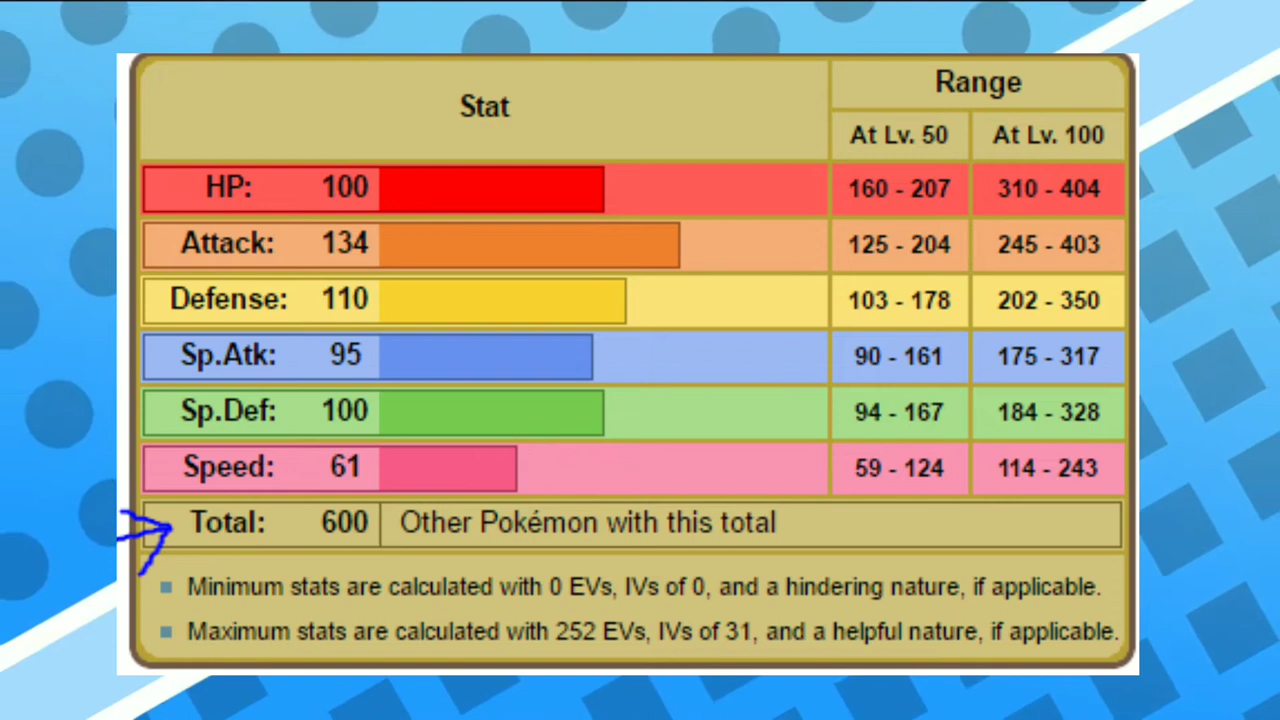 Stat Range
At Lv. 50 At Lv. 100
HP: 100 160 - 207 310 - 404
Attack: 134 125 - 204 245 - 403
Defense: 110 103 - 178 202 - 350
Sp.Atk: 95 90 - 161 175 - 317
Sp.Def: 100 94 - 167 184 - 328
Speed: 61 59 - 124 114 - 243
Total: 600 Other Pokémon with this total
Minimum stats are calculated with 0 EVs, IVs of 0, and a hindering nature, if applicable.
Maximum stats are calculated with 252 EVs, IVs of 31, and a helpful nature, if applicable.